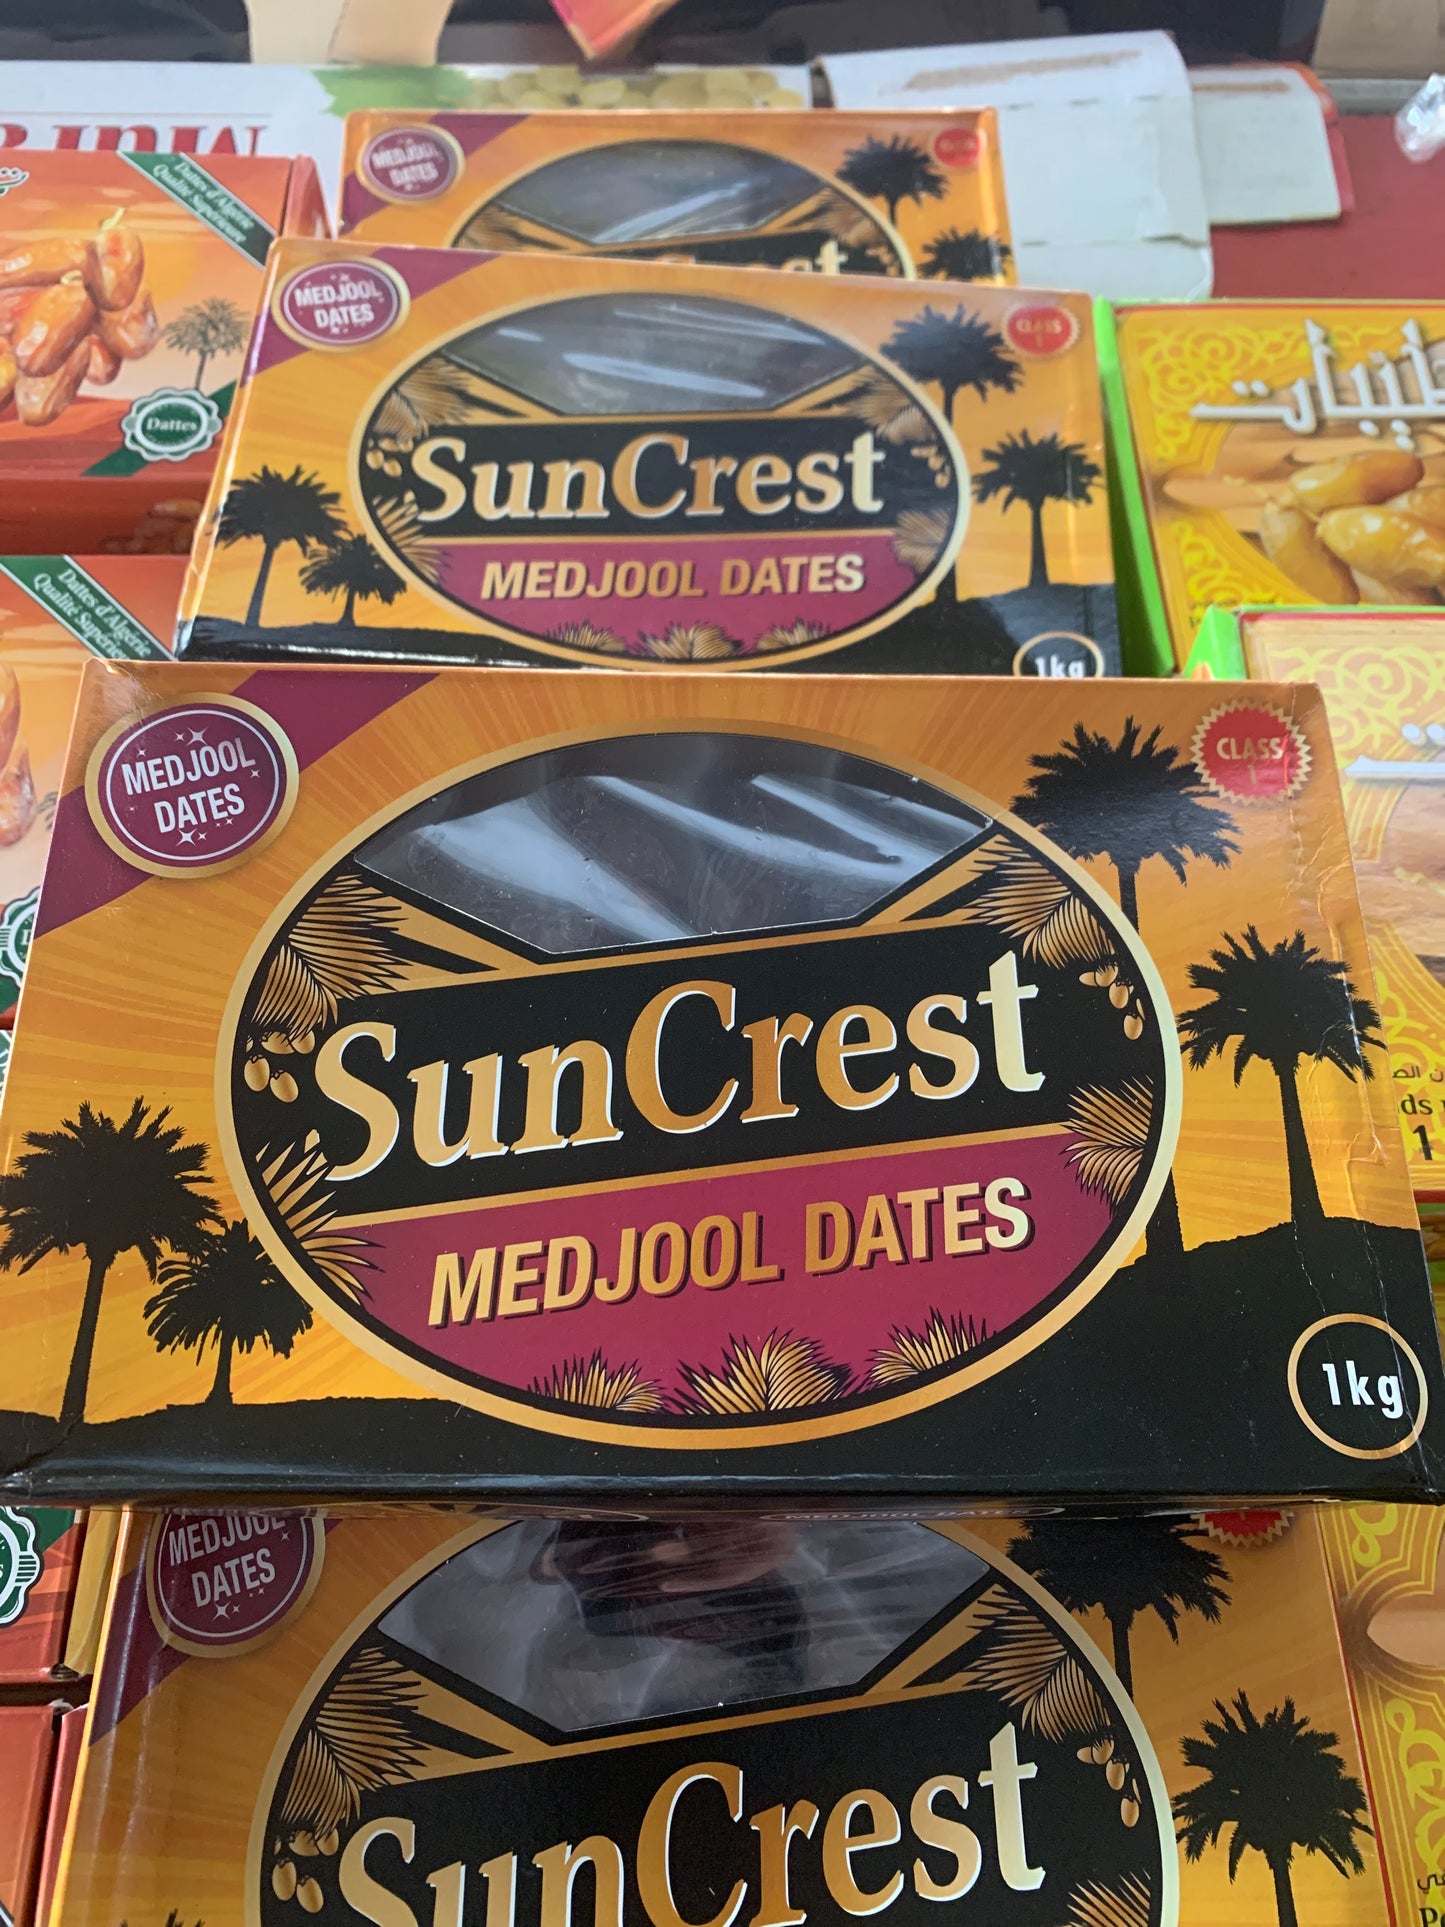 MEDJOOL
DATES
Dattes d'Algérie
Qualité Supérieure
Dattes
MEDJOOL
DATES
CLASS
1
SunCrest
MEDJOOL DATES
1kg
طيبات
Dattes d'Algérie
Qualité Supérieure
MEDJOOL
DATES
CLASS
1
SunCrest
MEDJOOL DATES
1kg
MEDJOOL
DATES
SunCrest